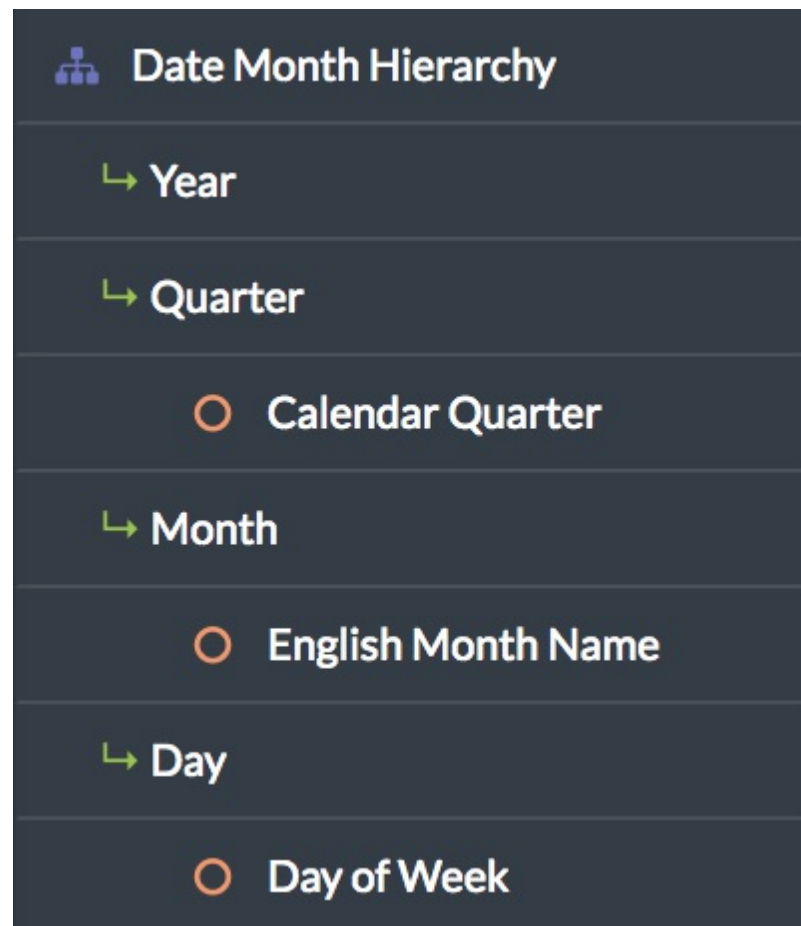 Date Month Hierarchy
Year
Quarter
Calendar Quarter
Month
English Month Name
Day
Day of Week